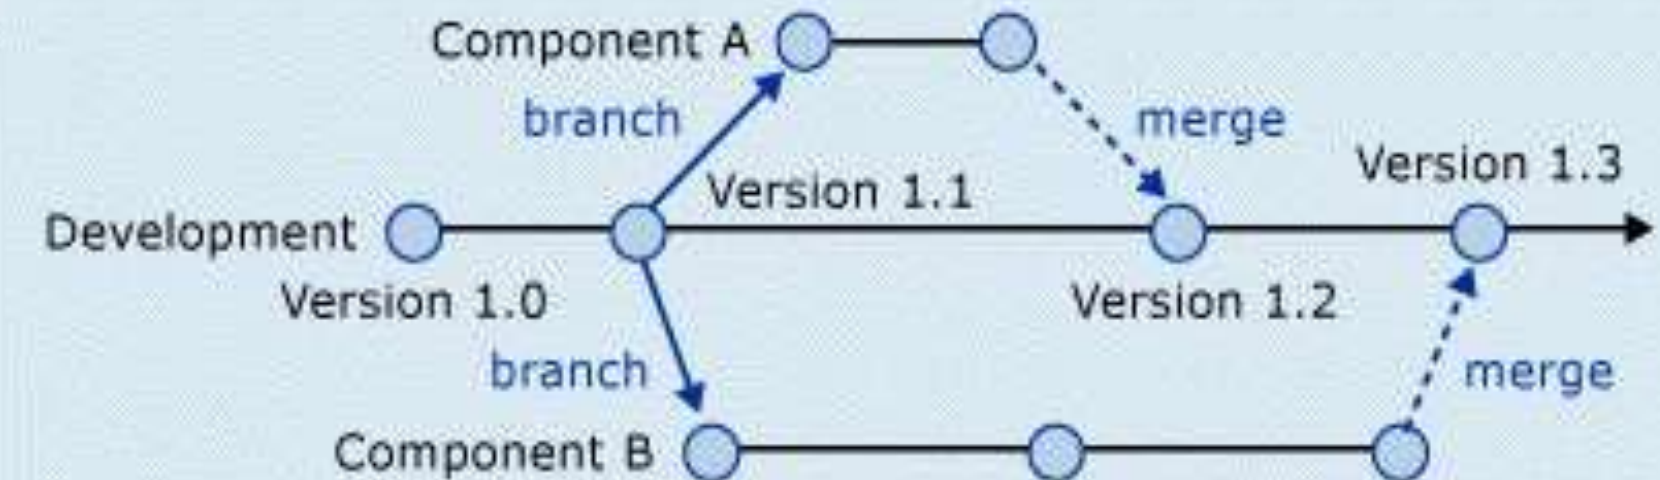 Component A
branch
merge
Version 1.3
Version 1.1
Development
Version 1.0
Version 1.2
branch
merge
Component B